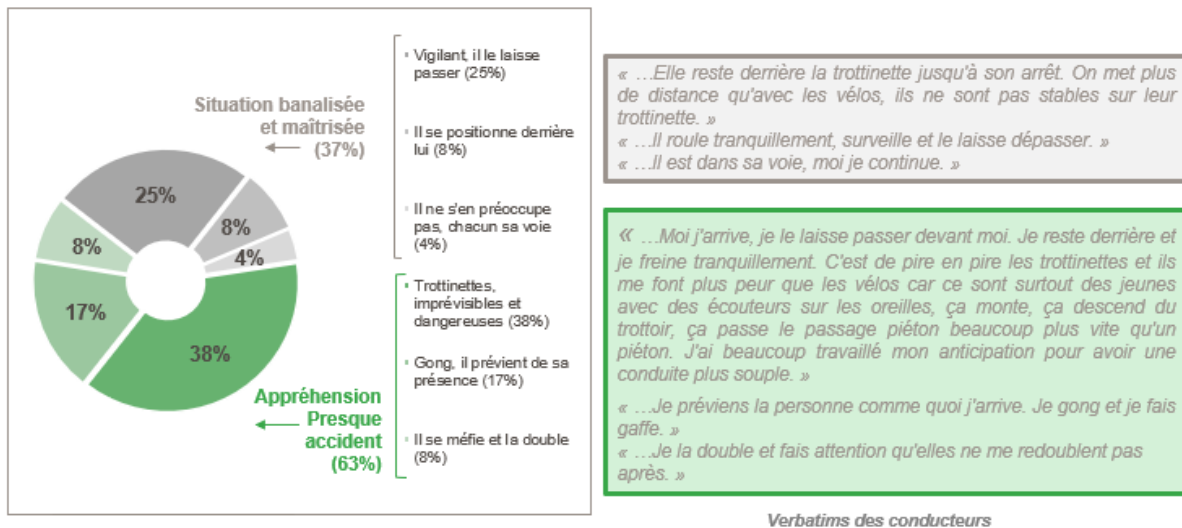 Situation banalisée
et maîtrisée
(37%)
25%
8%
4%
8%
17%
38%
Appréhension
Presque
accident
(63%)
Vigilant, il le laisse
passer (25%)
Il se positionne derrière
lui (8%)
Il ne s'en préoccupe
pas, chacun sa voie
(4%)
Trottinettes,
imprévisibles et
dangereuses (38%)
Gong, il prévient de sa
présence (17%)
Il se méfie et la double
(8%)
« …Elle reste derrière la trottinette jusqu'à son arrêt. On met plus
de distance qu'avec les vélos, ils ne sont pas stables sur leur
trottinette. »
« …Il roule tranquillement, surveille et le laisse dépasser. »
« …Il est dans sa voie, moi je continue. »
« …Moi j'arrive, je le laisse passer devant moi. Je reste derrière et
je freine tranquillement. C'est de pire en pire les trottinettes et ils
me font plus peur que les vélos car ce sont surtout des jeunes
avec des écouteurs sur les oreilles, ça monte, ça descend du
trottoir, ça passe le passage piéton beaucoup plus vite qu'un
piéton. J'ai beaucoup travaillé mon anticipation pour avoir une
conduite plus souple. »
« …Je préviens la personne comme quoi j'arrive. Je gong et je fais
gaffe. »
« …Je la double et fais attention qu'elles ne me redoublent pas
après. »
Verbatims des conducteurs